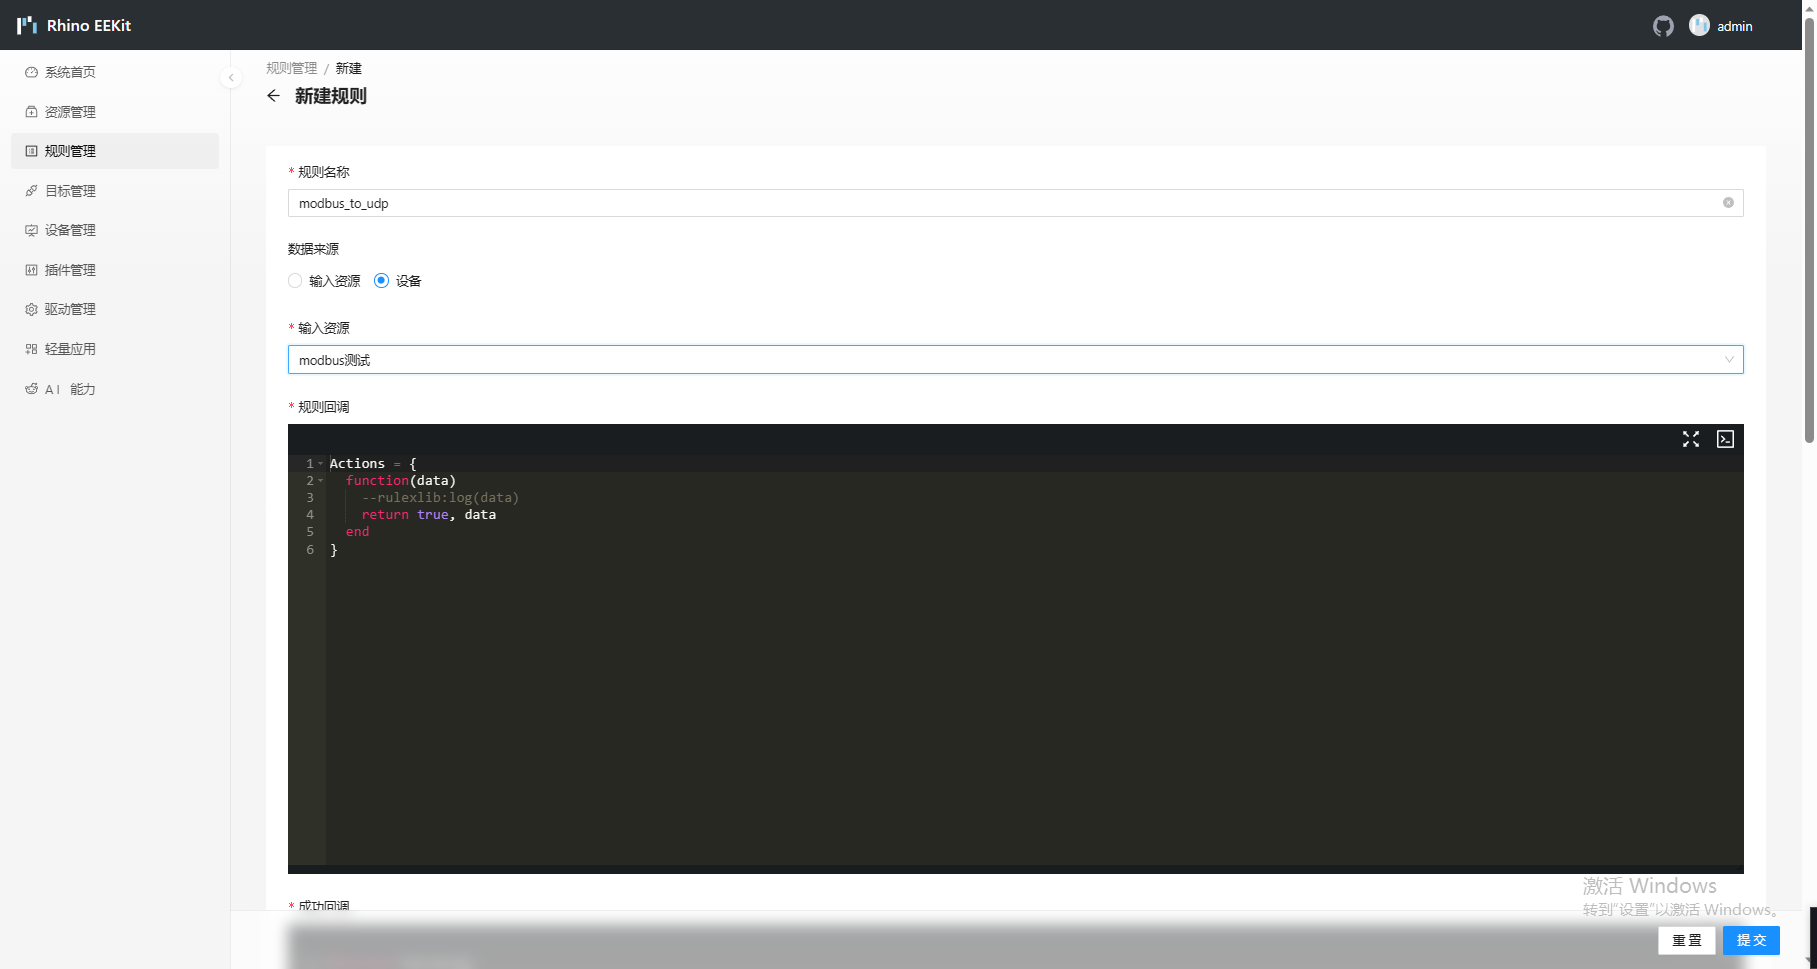 Rhino EEKit
admin
系统首页
资源管理
规则管理
目标管理
设备管理
插件管理
驱动管理
轻量应用
AI 能力
规则管理 / 新建
新建规则
* 规则名称
modbus_to_udp
数据来源
输入资源 设备
* 输入资源
modbus测试
* 规则回调
1 Actions = {
2 function(data)
3 --rulexlib:log(data)
4 return true, data
5 end
6 }
* 成功回调
激活 Windows
转到“设置”以激活 Windows。
重置 提交